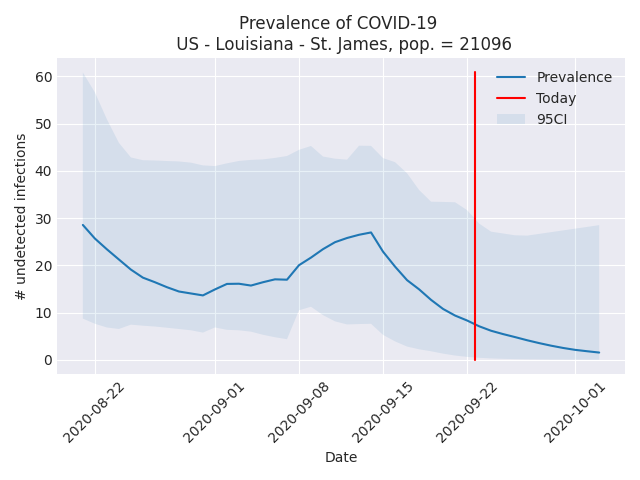 Prevalence of COVID-19
US - Louisiana - St. James, pop. = 21096
Prevalence
Today
95CI
# undetected infections
60
50
40
30
20
10
0
2020-08-22
2020-09-01
2020-09-08
2020-09-15
2020-09-22
2020-10-01
Date